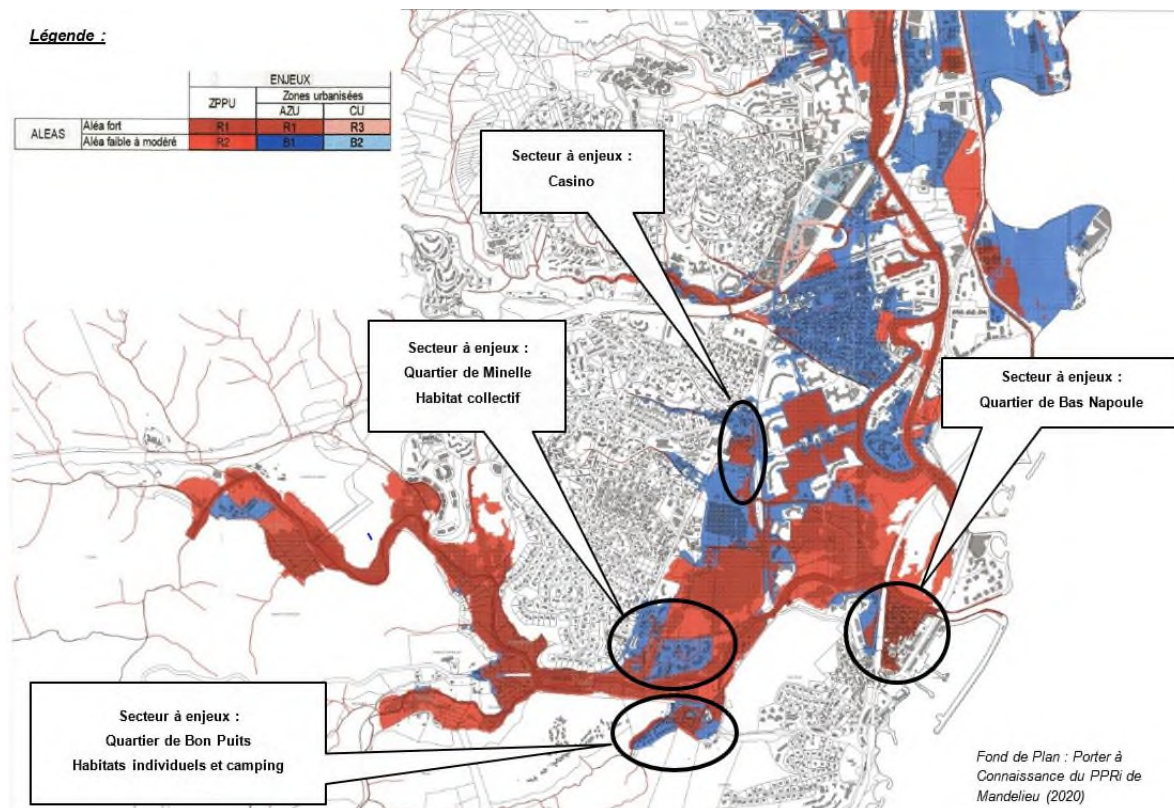 Légende :
ENJEUX
ZPPU
Zones urbanisées
AZU
CU
ALEAS
Aléa fort
R1
R1
R3
Aléa faible à modéré
R2
B1
B2
Secteur à enjeux :
Casino
Secteur à enjeux :
Quartier de Minelle
Habitat collectif
Secteur à enjeux :
Quartier de Bas Napoule
Secteur à enjeux :
Quartier de Bon Puits
Habitats individuels et camping
Fond de Plan : Porter à
Connaissance du PPRi de
Mandelieu (2020)